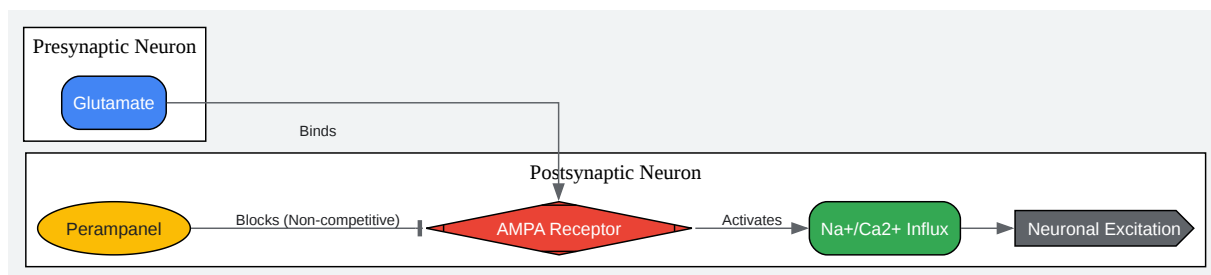 Presynaptic Neuron
Glutamate
Binds
Postsynaptic Neuron
Perampanel
Blocks (Non-competitive)
AMPA Receptor
Activates
Na+/Ca2+ Influx
Neuronal Excitation